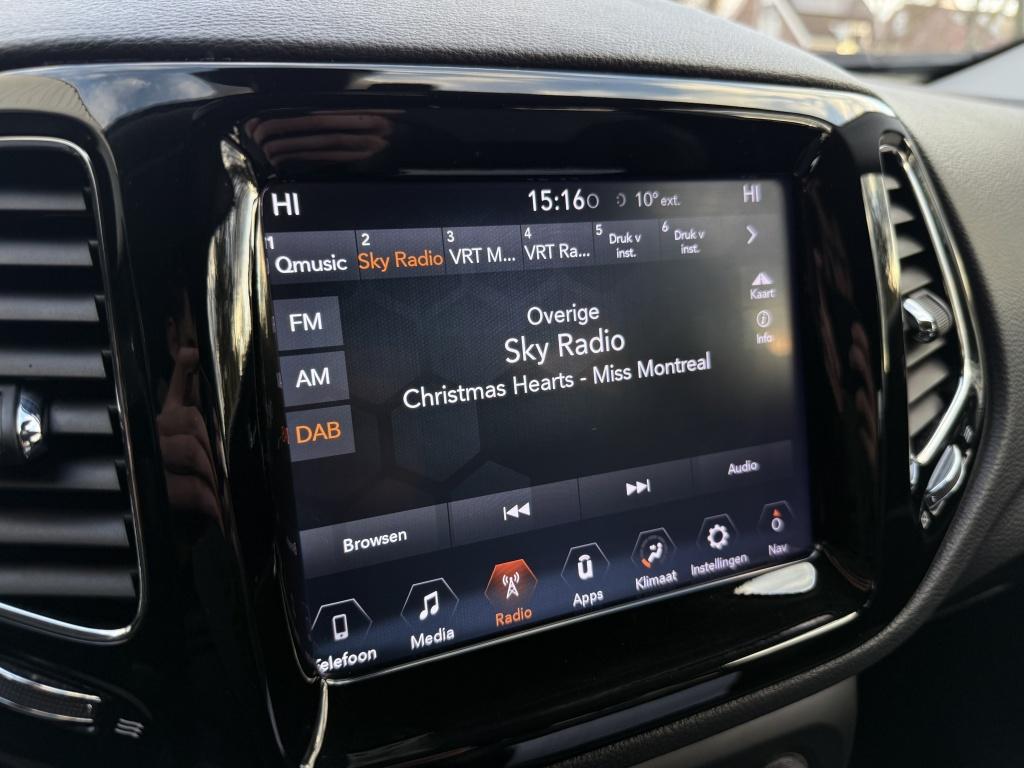 HI 15:16 10° ext. HI
1 2 3 4 5 6
Qmusic Sky Radio VRT M... VRT Ra... Druk v inst. Druk v inst.
Kaart
FM Overige Info
Sky Radio
AM Christmas Hearts - Miss Montreal
DAB
Browsen Audio
Telefoon Media Radio Apps Klimaat Instellingen Nav